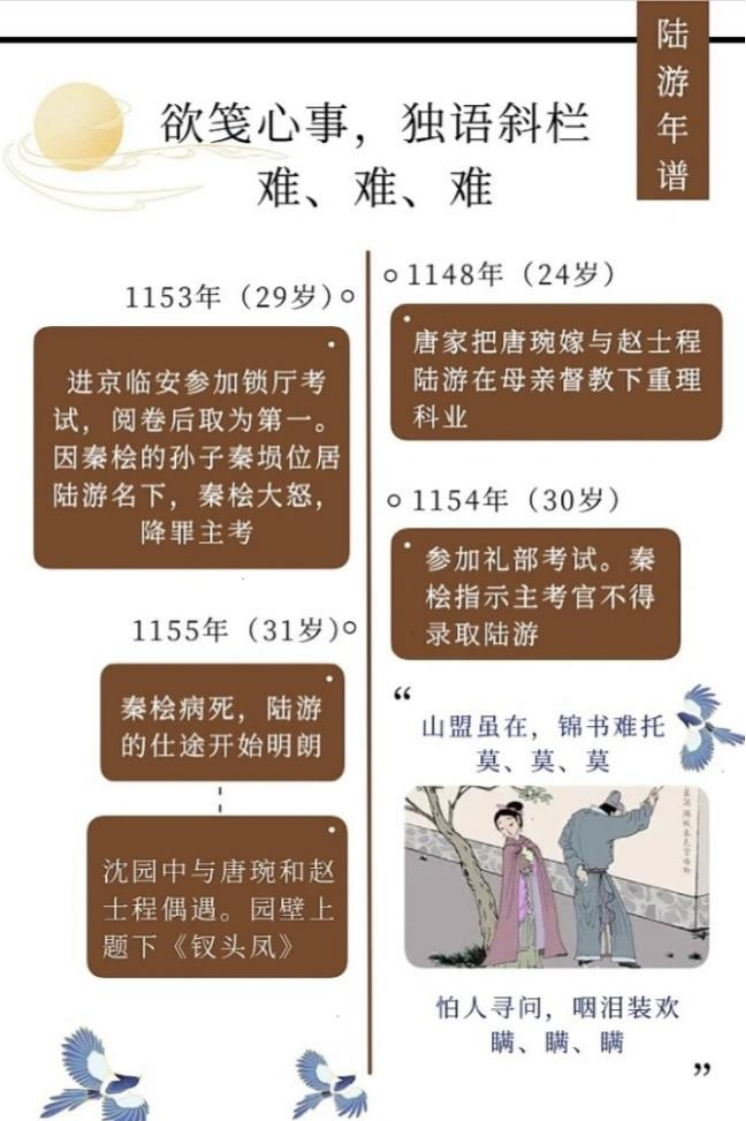 陆游年谱
欲笺心事，独语斜栏
难、难、难
1148年（24岁）
唐家把唐琬嫁与赵士程
陆游在母亲督教下重理
科业
1153年（29岁）
进京临安参加锁厅考
试，阅卷后取为第一。
因秦桧的孙子秦埙位居
陆游名下，秦桧大怒，
降罪主考
1154年（30岁）
参加礼部考试。秦
桧指示主考官不得
录取陆游
1155年（31岁）
秦桧病死，陆游
的仕途开始明朗
沈园中与唐琬和赵
士程偶遇。园壁上
题下《钗头凤》
“
山盟虽在，锦书难托
莫、莫、莫
怕人寻问，咽泪装欢
瞒、瞒、瞒
”